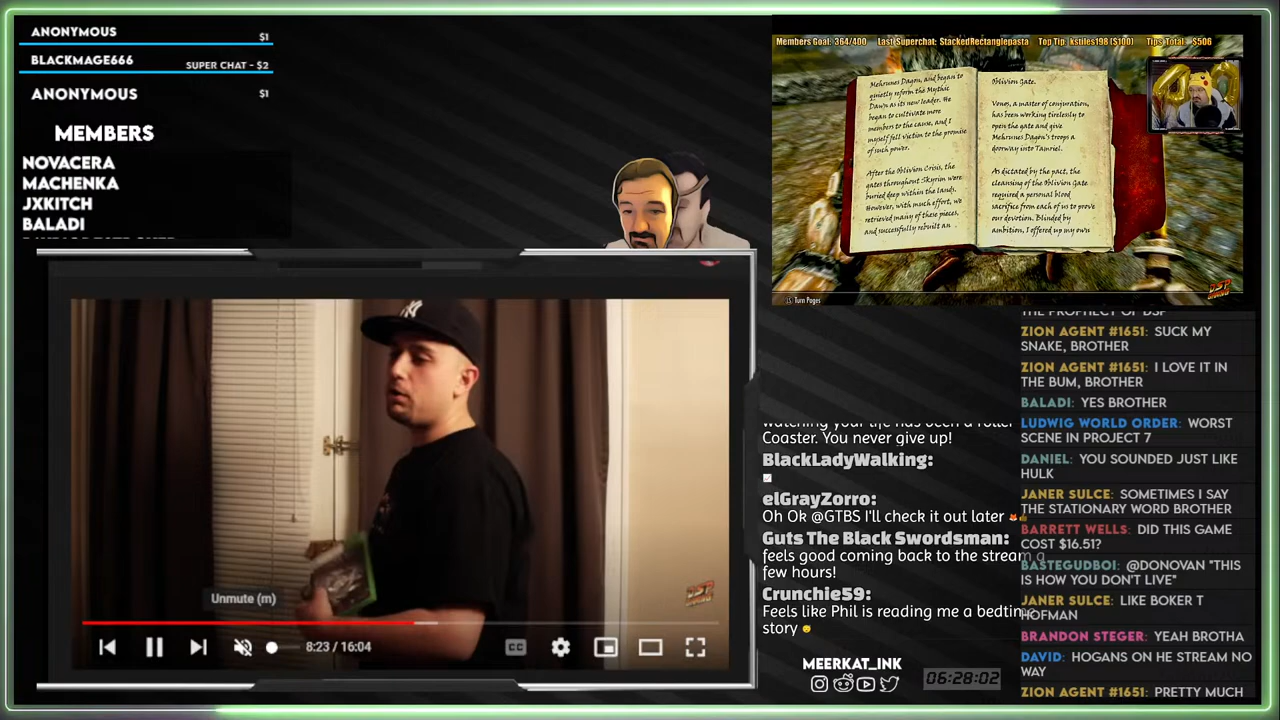 ANONYMOUS
$1
BLACKMAGE666
SUPER CHAT - $2
ANONYMOUS
$1
MEMBERS
NOVACERA
MACHENKA
JXKITCH
BALADI
Members Goal: 364/400 Last Superchat: StackedRectanglepasta Top Tip: kstiles198 ($100) Tips Total: $506
Mehrunes Dagon, and began to
quietly reform the Mythic
Dawn as its new leader. He
began to cultivate more
members to the cause, and I
myself fell victim to the promise
of such power.
After the Oblivion Crisis, the
gates throughout Skyrim were
buried deep within the lands.
However, with much effort, we
retrieved many of these pieces,
and successfully rebuilt an
Oblivion Gate.
Vonos, a master of conjuration,
has been working tirelessly to
open the gate and give
Mehrunes Dagon's troops a
doorway into Tamriel.
As dictated by the pact, the
cleansing of the Oblivion Gate
required a personal blood
sacrifice from each of us to prove
our devotion. Blinded by
ambition, I offered up my own
Turn Pages
DSP
Unmute (m)
8:23 / 16:04
CC
DSP
watching your life has been a roller
Coaster. You never give up!
BlackLadyWalking:
elGrayZorro:
Oh Ok @GTBS I'll check it out later
Guts The Black Swordsman:
feels good coming back to the stream a
few hours!
Crunchie59:
Feels like Phil is reading me a bedtime
story
MEERKAT_INK
06:28:02
THE PROPHECY OF DSP
ZION AGENT #1651: SUCK MY
SNAKE, BROTHER
ZION AGENT #1651: I LOVE IT IN
THE BUM, BROTHER
BALADI: YES BROTHER
LUDWIG WORLD ORDER: WORST
SCENE IN PROJECT 7
DANIEL: YOU SOUNDED JUST LIKE
HULK
JANER SULCE: SOMETIMES I SAY
THE STATIONARY WORD BROTHER
BARRETT WELLS: DID THIS GAME
COST $16.51?
BASTEGUDBOI: @DONOVAN "THIS
IS HOW YOU DON'T LIVE"
JANER SULCE: LIKE BOKER T
HOFMAN
BRANDON STEGER: YEAH BROTHA
DAVID: HOGANS ON HE STREAM NO
WAY
ZION AGENT #1651: PRETTY MUCH